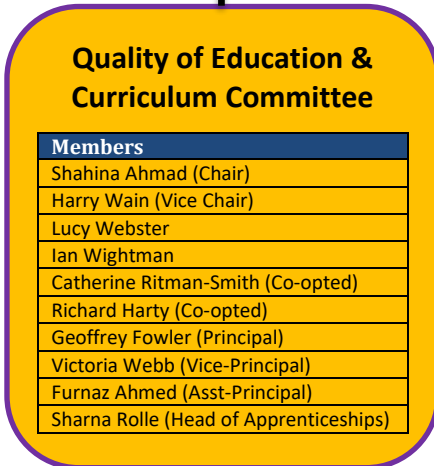 Quality of Education &
Curriculum Committee
Members
Shahina Ahmad (Chair)
Harry Wain (Vice Chair)
Lucy Webster
Ian Wightman
Catherine Ritman-Smith (Co-opted)
Richard Harty (Co-opted)
Geoffrey Fowler (Principal)
Victoria Webb (Vice-Principal)
Furnaz Ahmed (Asst-Principal)
Sharna Rolle (Head of Apprenticeships)